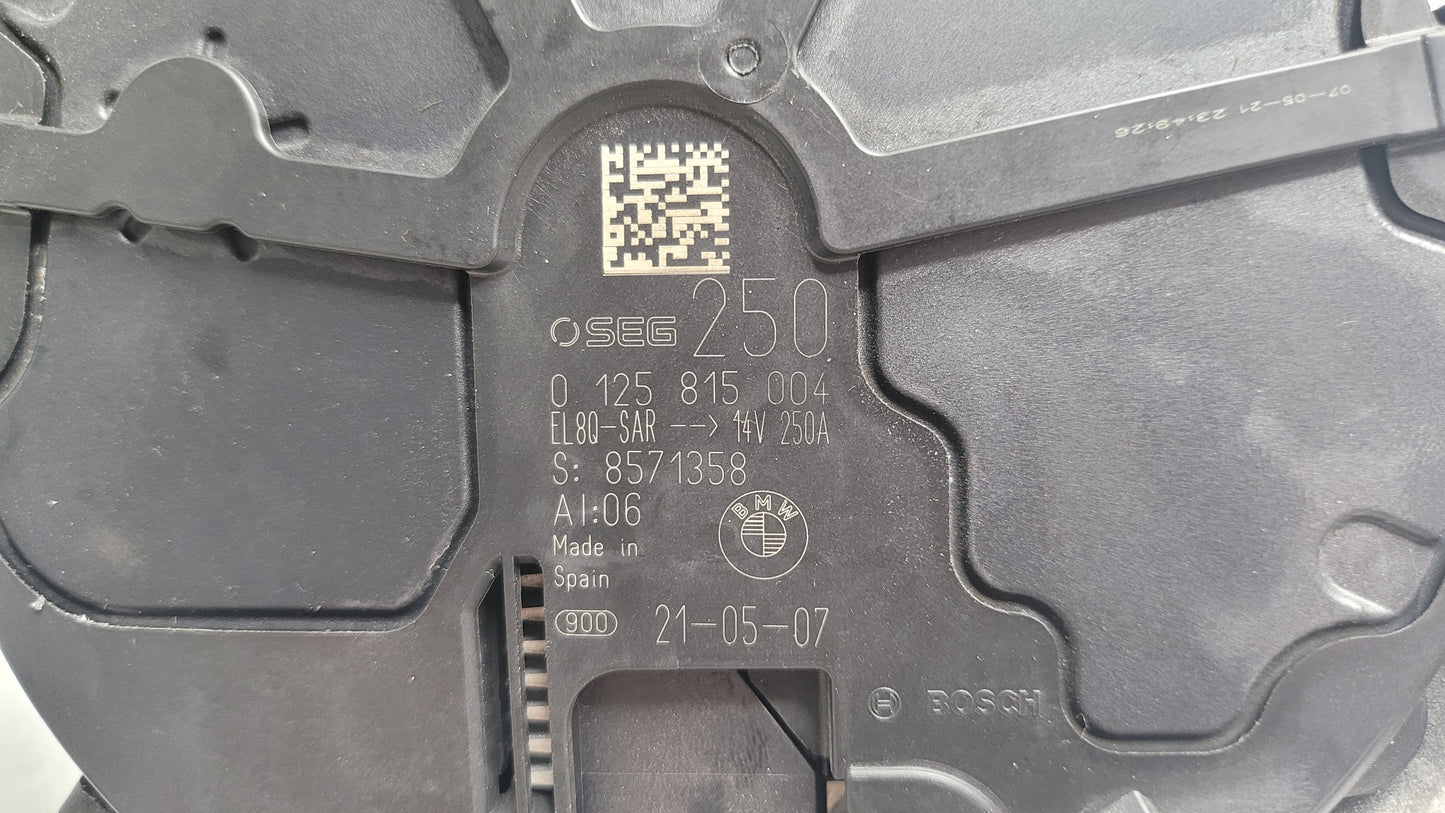 07-05-21 23:49:26
SEG 250
0 125 815 004
EL8Q-SAR --> 14V 250A
S: 8571358
AI:06
BMW
Made in
Spain
900 21-05-07
BOSCH